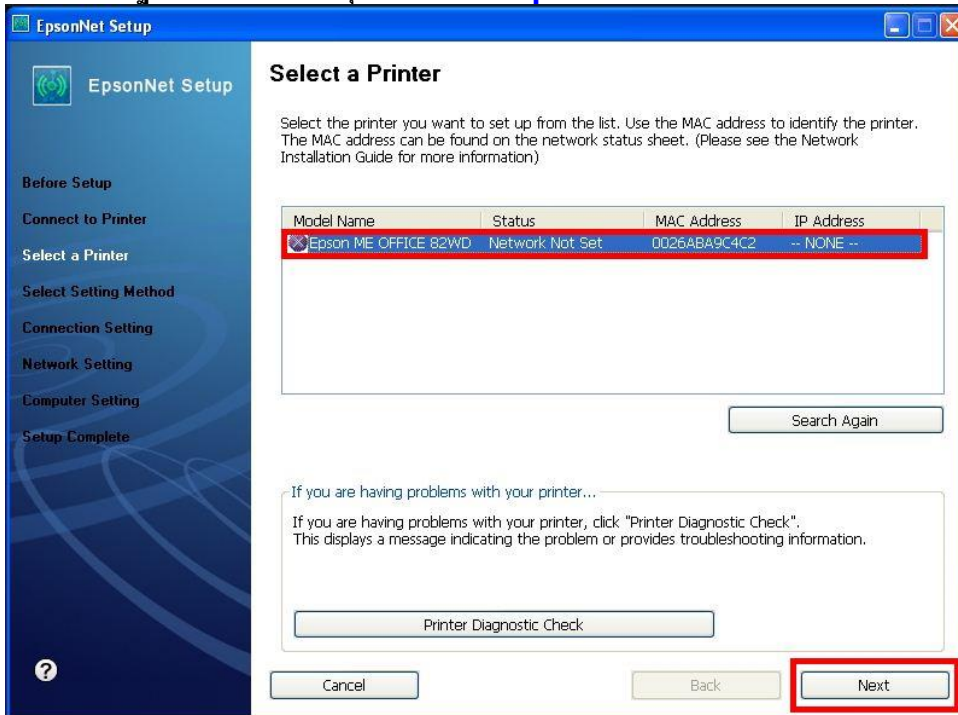 EpsonNet Setup
EpsonNet Setup
Before Setup
Connect to Printer
Select a Printer
Select Setting Method
Connection Setting
Network Setting
Computer Setting
Setup Complete
Select a Printer
Select the printer you want to set up from the list. Use the MAC address to identify the printer.
The MAC address can be found on the network status sheet. (Please see the Network
Installation Guide for more information)
Model Name Status MAC Address IP Address
Epson ME OFFICE 82WD Network Not Set 0026ABA9C4C2 -- NONE --
Search Again
If you are having problems with your printer...
If you are having problems with your printer, click "Printer Diagnostic Check".
This displays a message indicating the problem or provides troubleshooting information.
Printer Diagnostic Check
?
Cancel Back Next